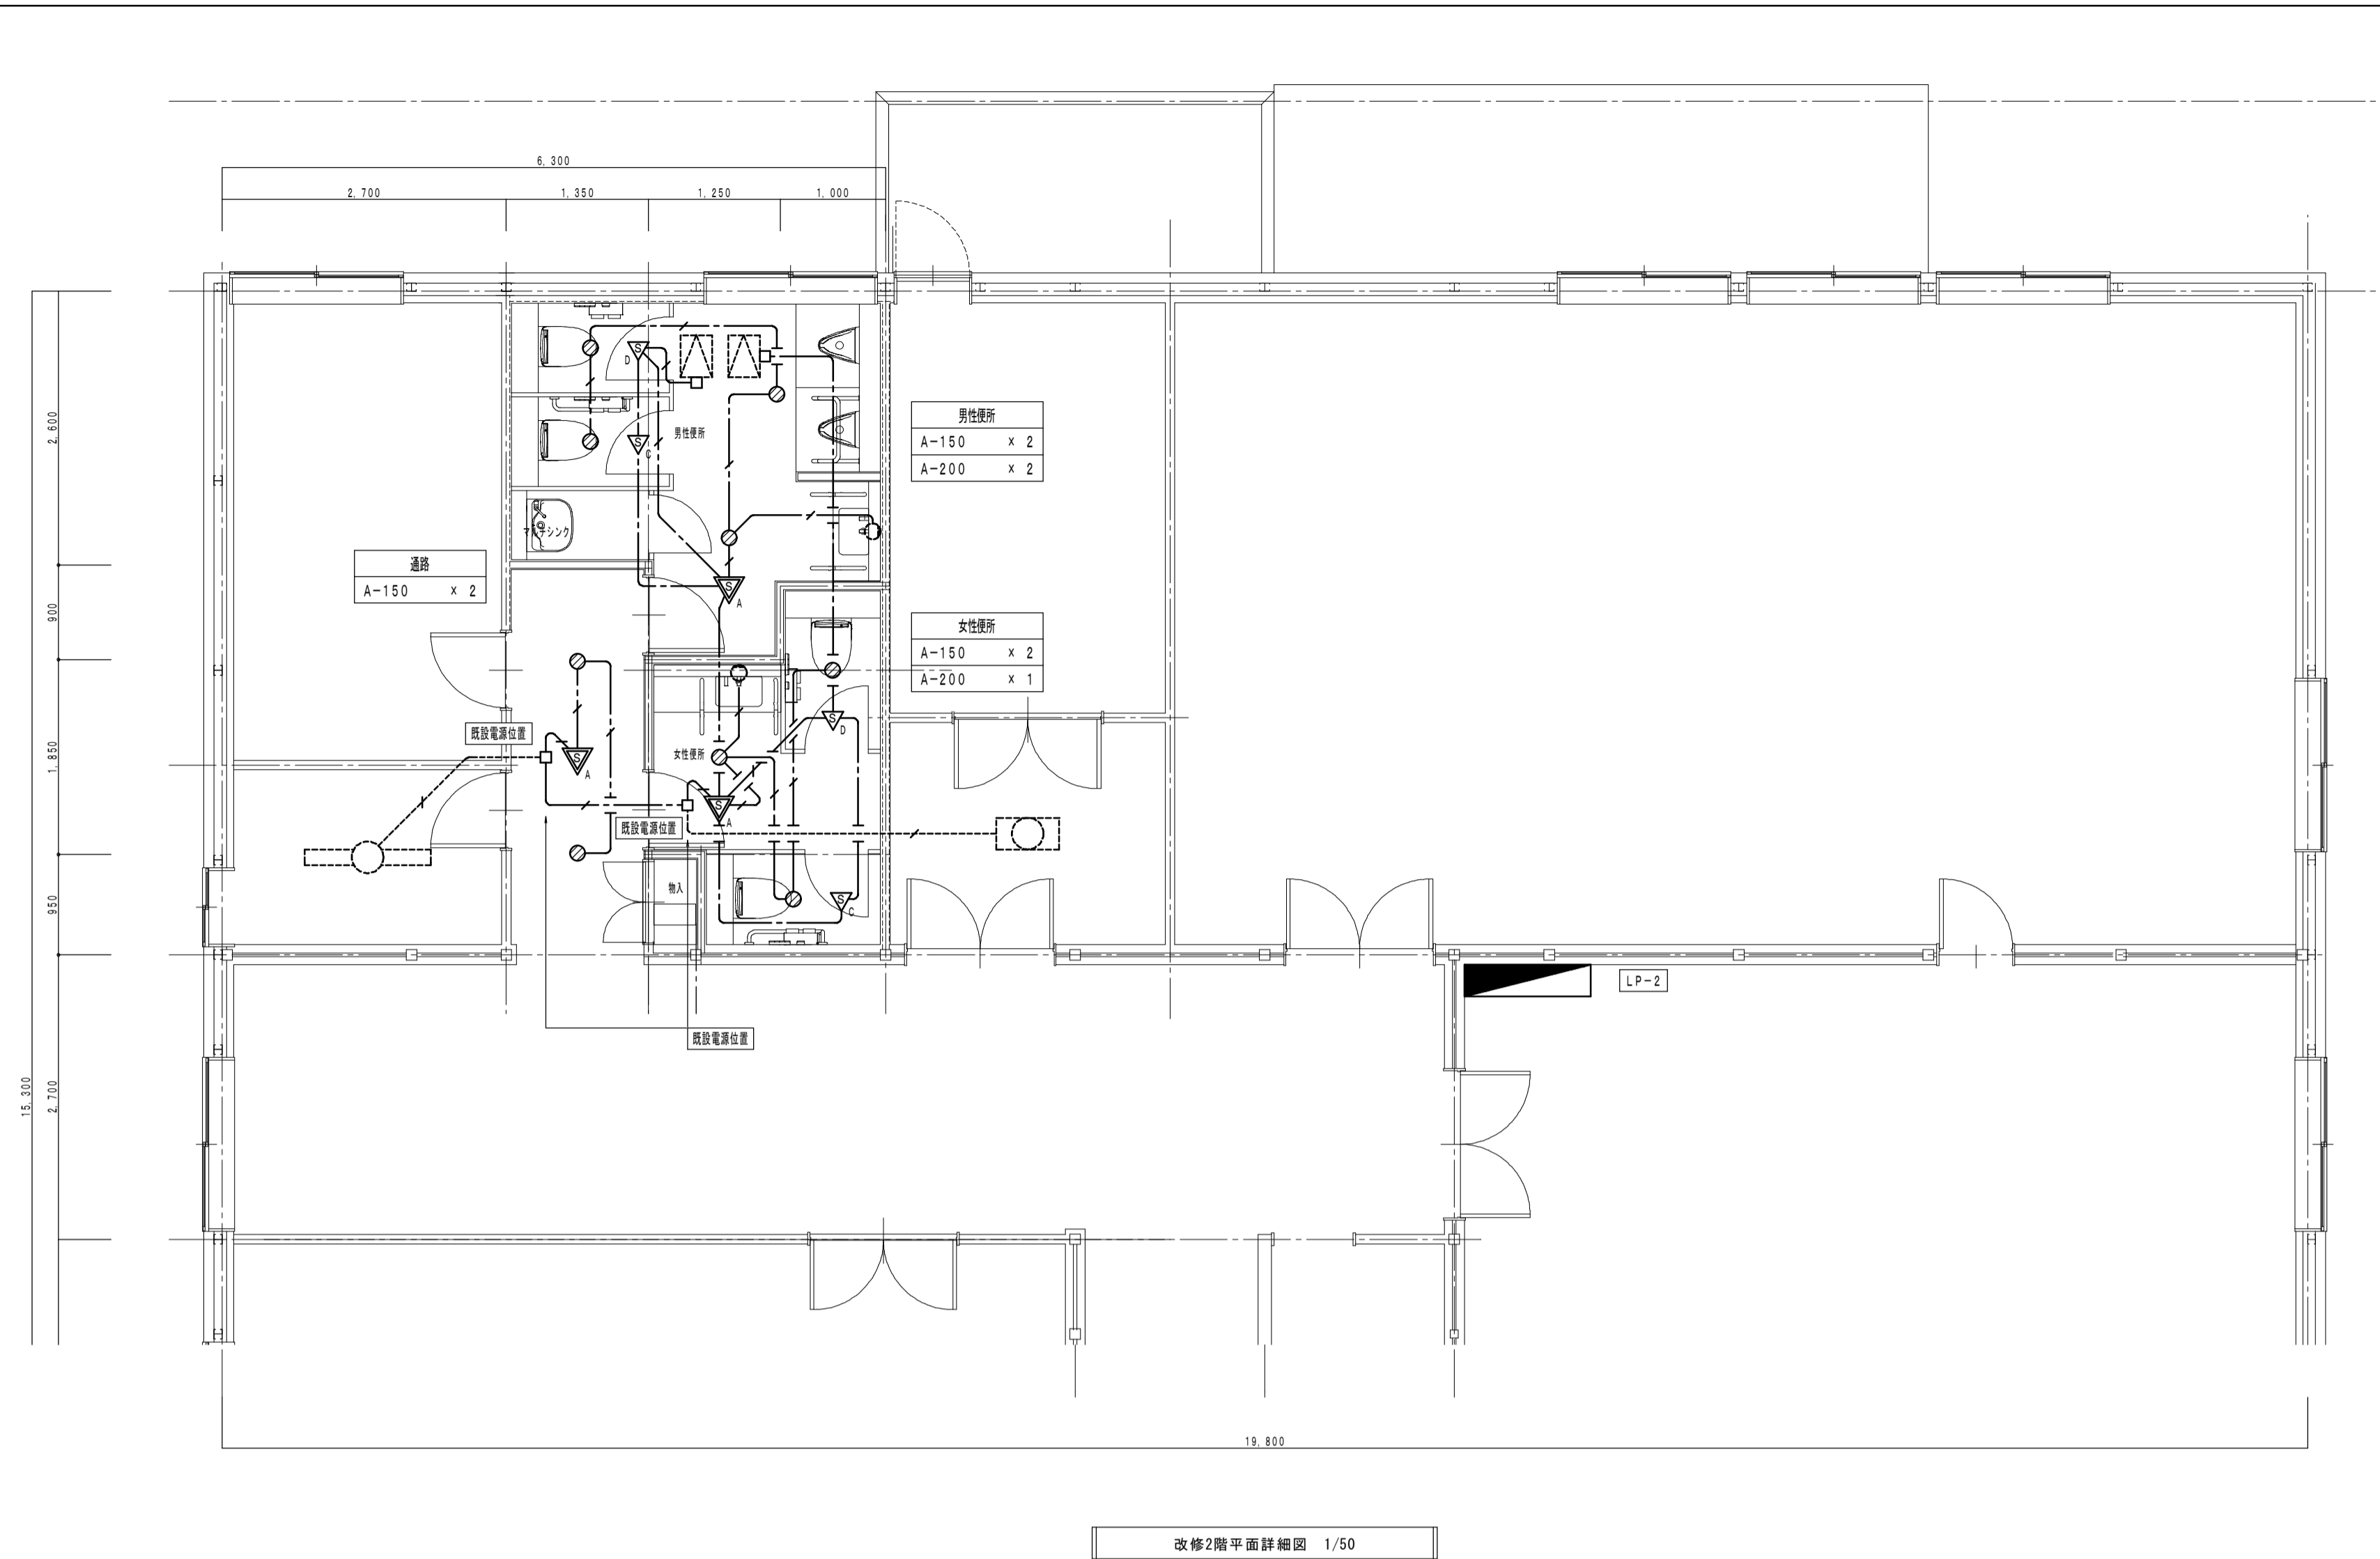 6,300
2,700
1,350
1,250
1,000
2,600
900
1,850
950
2,700
15,300
S
D
S
C
男性便所
マルチシンク
S
A
男性便所
A-150 × 2
A-200 × 2
通路
A-150 × 2
女性便所
A-150 × 2
A-200 × 1
既設電源位置
S
A
女性便所
S
D
S
A
既設電源位置
物入
S
C
既設電源位置
LP-2
19,800
改修2階平面詳細図 1/50